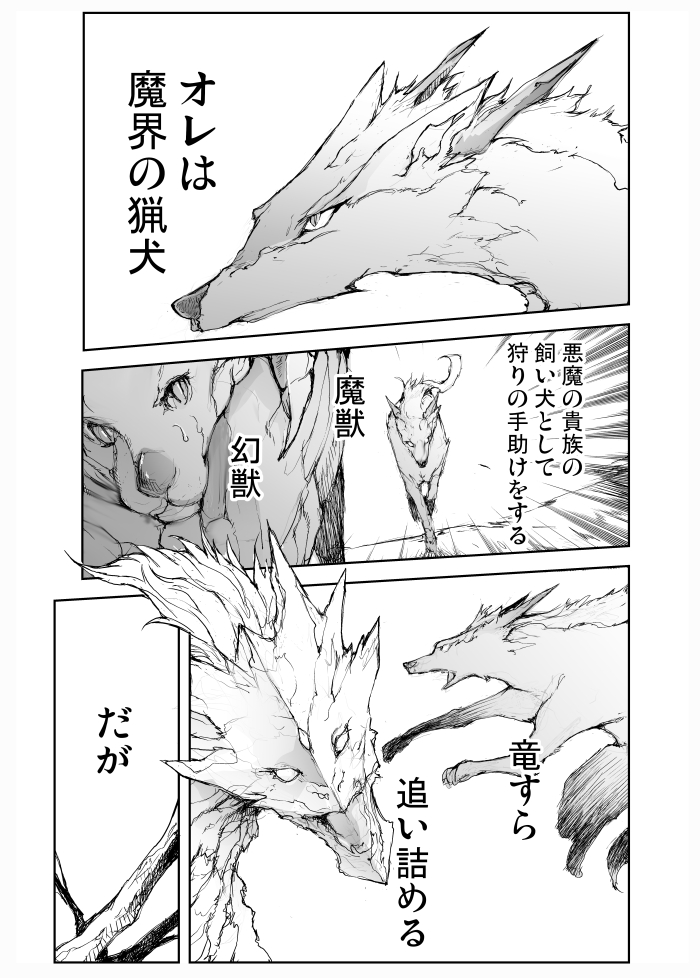 オレは
魔界の猟犬
悪魔の貴族の
飼い犬として
狩りの手助けをする
魔獣
幻獣
竜すら
追い詰める
だが